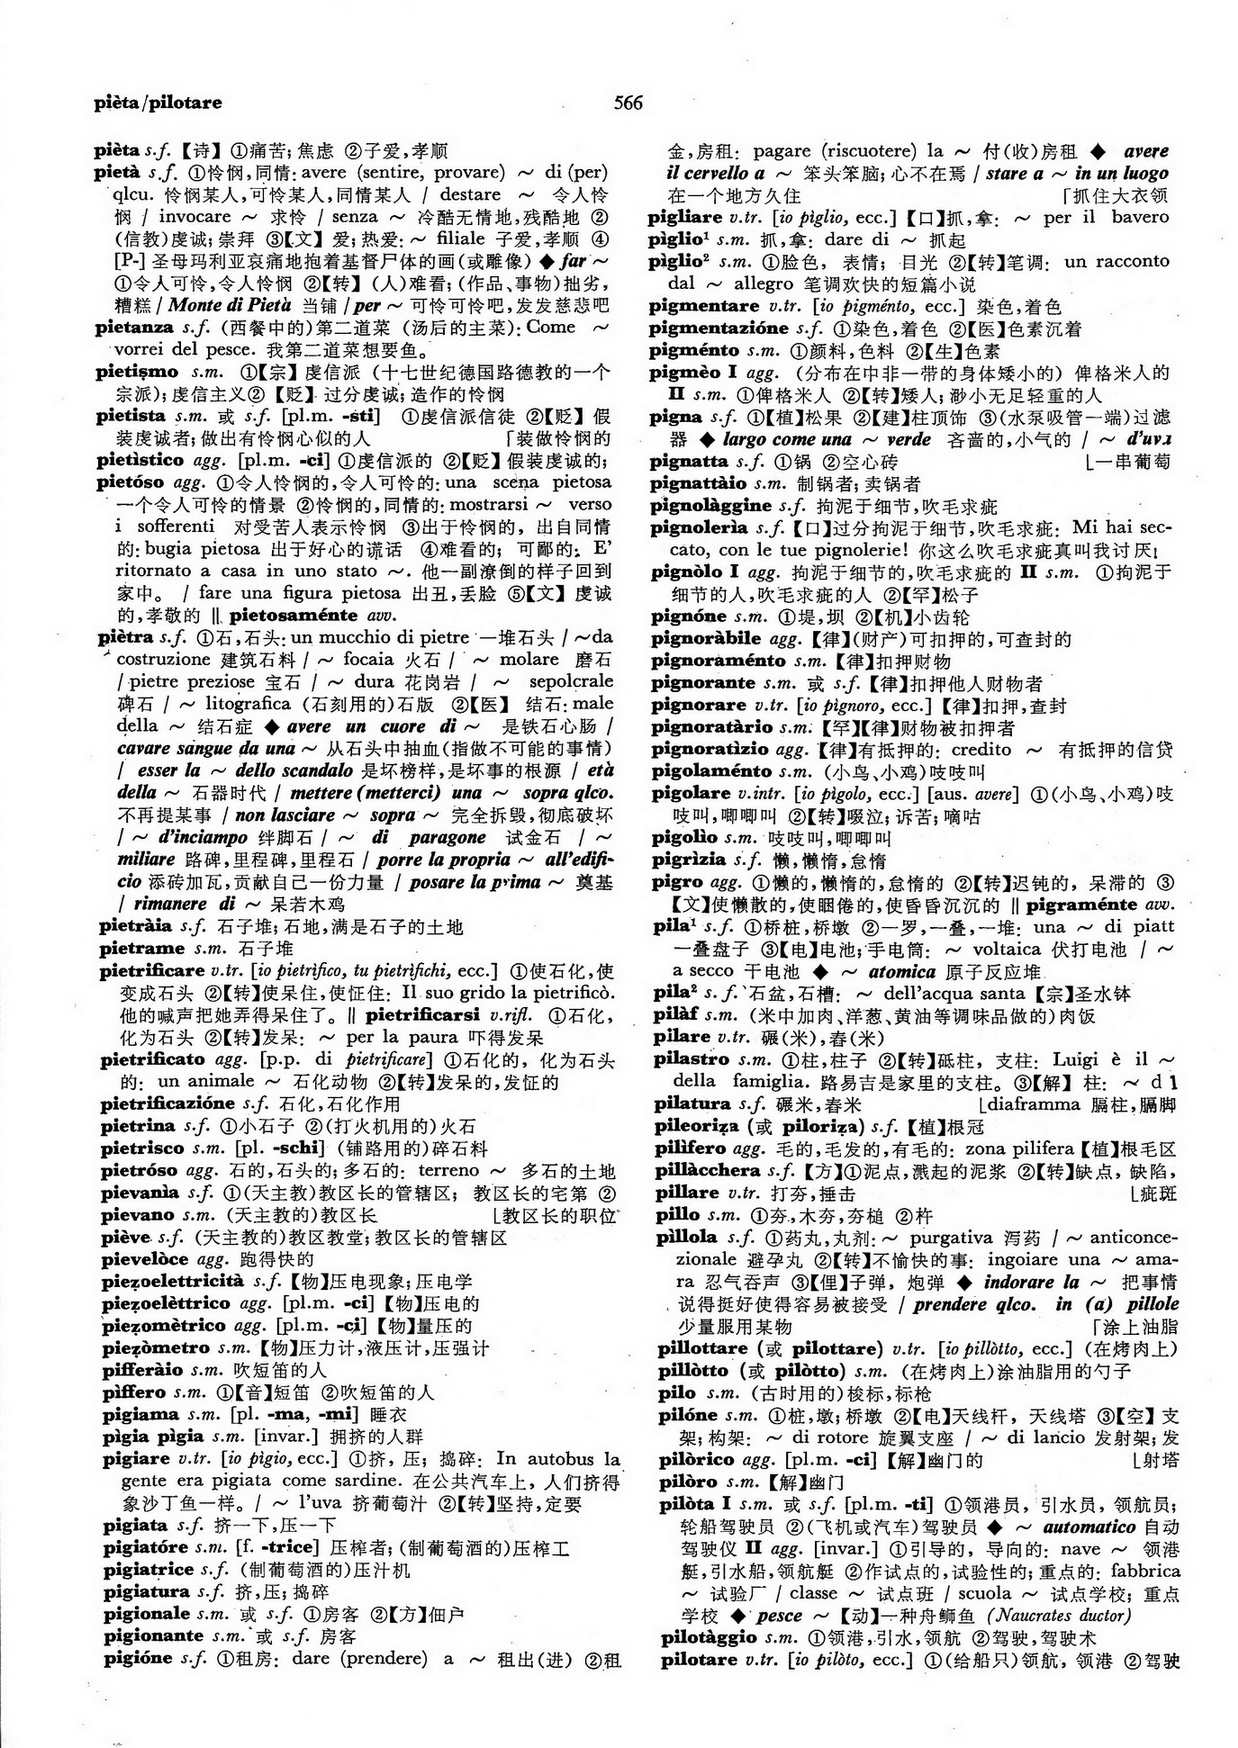 pièta/pilotare
566
pièta s.f. 【诗】 ①痛苦; 焦虑 ②子爱,孝顺
pietà s.f. ①怜悯,同情: avere (sentire, provare) ～ di (per)
qlcu. 怜悯某人,可怜某人,同情某人 / destare ～ 令人怜
悯 / invocare ～ 求怜 / senza ～ 冷酷无情地,残酷地 ②
(信教)虔诚; 崇拜 ③【文】 爱; 热爱: ～ filiale 子爱,孝顺 ④
[P-] 圣母玛利亚哀痛地抱着基督尸体的画(或雕像) ◆ far ～
①令人可怜,令人怜悯 ②【转】 (人)难看; (作品、事物)拙劣,
糟糕 / Monte di Pietà 当铺 / per ～ 可怜可怜吧,发发慈悲吧
pietanza s.f. (西餐中的)第二道菜 (汤后的主菜): Come ～
vorrei del pesce. 我第二道菜想要鱼。
pietişmo s.m. ①【宗】 虔信派 (十七世纪德国路德教的一个
宗派); 虔信主义 ② 【贬】 过分虔诚; 造作的怜悯
pietista s.m. 或 s.f. [pl.m. -sti] ①虔信派信徒 ②【贬】 假
装虔诚者; 做出有怜悯心似的人 「装做怜悯的
pietìstico agg. [pl.m. -ci] ①虔信派的 ②【贬】 假装虔诚的;
pietóso agg. ①令人怜悯的,令人可怜的: una scena pietosa
一个令人可怜的情景 ②怜悯的,同情的: mostrarsi ～ verso
i sofferenti 对受苦人表示怜悯 ③出于怜悯的, 出自同情
的: bugia pietosa 出于好心的谎话 ④难看的; 可鄙的: E'
ritornato a casa in uno stato ～. 他一副潦倒的样子回到
家中。 / fare una figura pietosa 出丑,丢脸 ⑤【文】 虔诚
的,孝敬的 ‖ pietosaménte avv.
piètra s.f. ①石,石头: un mucchio di pietre 一堆石头 / ～da
costruzione 建筑石料 / ～ focaia 火石 / ～ molare 磨石
/ pietre preziose 宝石 / ～ dura 花岗岩 / ～ sepolcrale
碑石 / ～ litografica (石刻用的)石版 ②【医】 结石: male
della ～ 结石症 ◆ avere un cuore di ～ 是铁石心肠 /
cavare sangue da una ～ 从石头中抽血(指做不可能的事情)
/ esser la ～ dello scandalo 是坏榜样,是坏事的根源 / età
della ～ 石器时代 / mettere (metterci) una ～ sopra qlco.
不再提某事 / non lasciare ～ sopra ～ 完全拆毁,彻底破坏
/ ～ d'inciampo 绊脚石 / ～ di paragone 试金石 / ～
miliare 路碑,里程碑,里程石 / porre la propria ～ all'edifi-
cio 添砖加瓦,贡献自己一份力量 / posare la prima ～ 奠基
/ rimanere di ～ 呆若木鸡
pietràia s.f. 石子堆; 石地,满是石子的土地
pietrame s.m. 石子堆
pietrificare v.tr. [io pietrìfico, tu pietrìfichi, ecc.] ①使石化,使
变成石头 ②【转】使呆住,使怔住: Il suo grido la pietrificò.
他的喊声把她弄得呆住了。‖ pietrificarsi v.rifl. ①石化,
化为石头 ②【转】发呆: ～ per la paura 吓得发呆
pietrificato agg. [p.p. di pietrificare] ①石化的, 化为石头
的: un animale ～ 石化动物 ②【转】发呆的,发怔的
pietrificazióne s.f. 石化,石化作用
pietrina s.f. ①小石子 ②(打火机用的)火石
pietrisco s.m. [pl. -schi] (铺路用的)碎石料
pietróso agg. 石的,石头的; 多石的: terreno ～ 多石的土地
pievanìa s.f. ①(天主教)教区长的管辖区; 教区长的宅第 ②
pievano s.m. (天主教的)教区长 ⌊教区长的职位
piève s.f. (天主教的)教区教堂; 教区长的管辖区
pievelòce agg. 跑得快的
pieẓoelettricità s.f. 【物】压电现象; 压电学
pieẓoelèttrico agg. [pl.m. -ci] 【物】压电的
pieẓomètrico agg. [pl.m. -ci] 【物】量压的
pieẓòmetro s.m. 【物】压力计,液压计,压强计
pifferàio s.m. 吹短笛的人
pìffero s.m. ①【音】短笛 ②吹短笛的人
pigiama s.m. [pl. -ma, -mi] 睡衣
pìgia pìgia s.m. [invar.] 拥挤的人群
pigiare v.tr. [io pìgio, ecc.] ①挤, 压; 捣碎: In autobus la
gente era pigiata come sardine. 在公共汽车上, 人们挤得
象沙丁鱼一样。/ ～ l'uva 挤葡萄汁 ②【转】坚持,定要
pigiata s.f. 挤一下,压一下
pigiatóre s.m. [f. -trice] 压榨者; (制葡萄酒的)压榨工
pigiatrice s.f. (制葡萄酒的)压汁机
pigiatura s.f. 挤,压; 捣碎
pigionale s.m. 或 s.f. ①房客 ②【方】佃户
pigionante s.m. 或 s.f. 房客
pigióne s.f. ①租房: dare (prendere) a ～ 租出(进) ②租
金,房租: pagare (riscuotere) la ～ 付(收)房租 ◆ avere
il cervello a ～ 笨头笨脑; 心不在焉 / stare a ～ in un luogo
在一个地方久住 「抓住大衣领
pigliare v.tr. [io pìglio, ecc.]【口】抓,拿: ～ per il bavero
pìglio¹ s.m. 抓,拿: dare di ～ 抓起
pìglio² s.m. ①脸色, 表情; 目光 ②【转】笔调: un racconto
dal ～ allegro 笔调欢快的短篇小说
pigmentare v.tr. [io pigménto, ecc.] 染色,着色
pigmentazióne s.f. ①染色,着色 ②【医】色素沉着
pigménto s.m. ①颜料,色料 ②【生】色素
pigmèo I agg. (分布在中非一带的身体矮小的) 俾格米人的
II s.m. ①俾格米人 ②【转】矮人; 渺小无足轻重的人
pigna s.f. ①【植】松果 ②【建】柱顶饰 ③(水泵吸管一端)过滤
器 ◆ largo come una ～ verde 吝啬的,小气的 / ～ d'uva
pignatta s.f. ①锅 ②空心砖 ⌊一串葡萄
pignattàio s.m. 制锅者; 卖锅者
pignolàggine s.f. 拘泥于细节,吹毛求疵
pignolerìa s.f.【口】过分拘泥于细节,吹毛求疵: Mi hai sec-
cato, con le tue pignolerie! 你这么吹毛求疵真叫我讨厌!
pignòlo I agg. 拘泥于细节的,吹毛求疵的 II s.m. ①拘泥于
细节的人,吹毛求疵的人 ②【罕】松子
pignóne s.m. ①堤,坝 ②【机】小齿轮
pignoràbile agg. 【律】(财产)可扣押的,可查封的
pignoraménto s.m. 【律】扣押财物
pignorante s.m. 或 s.f. 【律】扣押他人财物者
pignorare v.tr. [io pìgnoro, ecc.] 【律】扣押,查封
pignoratàrio s.m. 【罕】【律】财物被扣押者
pignoratìzio agg. 【律】有抵押的: credito ～ 有抵押的信贷
pigolaménto s.m. (小鸟、小鸡)吱吱叫
pigolare v.intr. [io pìgolo, ecc.] [aus. avere] ①(小鸟、小鸡)吱
吱叫,唧唧叫 ②【转】啜泣; 诉苦; 嘀咕
pigolìo s.m. 吱吱叫,唧唧叫
pigrìzia s.f. 懒,懒惰,怠惰
pigro agg. ①懒的,懒惰的,怠惰的 ②【转】迟钝的, 呆滞的 ③
【文】使懒散的,使睏倦的,使昏昏沉沉的 ‖ pigraménte avv.
pila¹ s.f. ①桥桩,桥墩 ②一罗,一叠,一堆: una ～ di piatt
一叠盘子 ③【电】电池; 手电筒: ～ voltaica 伏打电池 / ～
a secco 干电池 ◆ ～ atomica 原子反应堆
pila² s.f. 石盆,石槽: ～ dell'acqua santa 【宗】圣水钵
pilàf s.m. (米中加肉、洋葱、黄油等调味品做的)肉饭
pilare v.tr. 碾(米),舂(米)
pilastro s.m. ①柱,柱子 ②【转】砥柱, 支柱: Luigi è il ～
della famiglia. 路易吉是家里的支柱。③【解】 柱: ～ d l
pilatura s.f. 碾米,舂米 ⌊diaframma 膈柱,膈脚
pileoriẓa (或 piloriẓa) s.f. 【植】根冠
pilìfero agg. 毛的,毛发的,有毛的: zona pilifera 【植】根毛区
pillàcchera s.f. 【方】①泥点,溅起的泥浆 ②【转】缺点, 缺陷,
pillare v.tr. 打夯,捶击 ⌊疵斑
pillo s.m. ①夯,木夯,夯槌 ②杵
pìllola s.f. ①药丸,丸剂: ～ purgativa 泻药 / ～ anticonce-
zionale 避孕丸 ②【转】不愉快的事: ingoiare una ～ ama-
ra 忍气吞声 ③【俚】子弹, 炮弹 ◆ indorare la ～ 把事情
说得挺好使得容易被接受 / prendere qlco. in (a) pillole
少量服用某物 「涂上油脂
pillottare (或 pilottare) v.tr. [io pillòtto, ecc.] (在烤肉上)
pillòtto (或 pilòtto) s.m. (在烤肉上)涂油脂用的勺子
pilo s.m. (古时用的)梭标,标枪
pilóne s.m. ①桩,墩; 桥墩 ②【电】天线杆, 天线塔 ③【空】支
架; 构架: ～ di rotore 旋翼支座 / ～ di lancio 发射架; 发
pilòrico agg. [pl.m. -ci] 【解】幽门的 ⌊射塔
pilòro s.m. 【解】幽门
pilòta I s.m. 或 s.f. [pl.m. -ti] ①领港员, 引水员, 领航员;
轮船驾驶员 ②(飞机或汽车)驾驶员 ◆ ～ automatico 自动
驾驶仪 II agg. [invar.] ①引导的, 导向的: nave ～ 领港
艇,引水船,领航艇 ②作试点的,试验性的; 重点的: fabbrica
～ 试验厂 / classe ～ 试点班 / scuola ～ 试点学校; 重点
学校 ◆ pesce ～ 【动】一种舟鰤鱼 (Naucrates ductor)
pilotàggio s.m. ①领港,引水,领航 ②驾驶,驾驶术
pilotare v.tr. [io pilòto, ecc.] ①(给船只)领航, 领港 ②驾驶